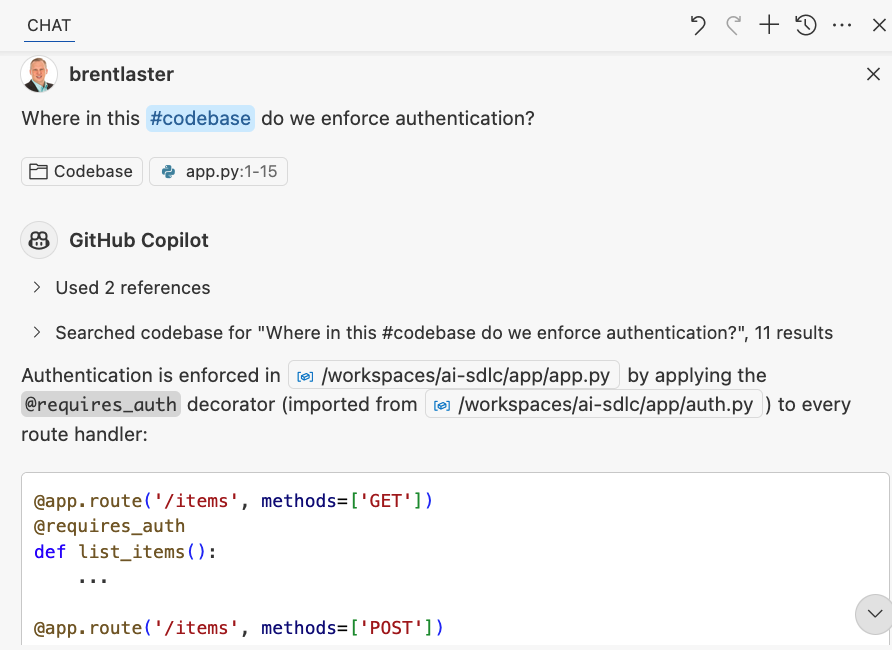 CHAT
brentlaster
Where in this #codebase do we enforce authentication?
Codebase app.py:1-15
GitHub Copilot
Used 2 references
Searched codebase for "Where in this #codebase do we enforce authentication?", 11 results
Authentication is enforced in /workspaces/ai-sdlc/app/app.py by applying the
@requires_auth decorator (imported from /workspaces/ai-sdlc/app/auth.py ) to every
route handler:
@app.route('/items', methods=['GET'])
@requires_auth
def list_items():
    ...
@app.route('/items', methods=['POST'])